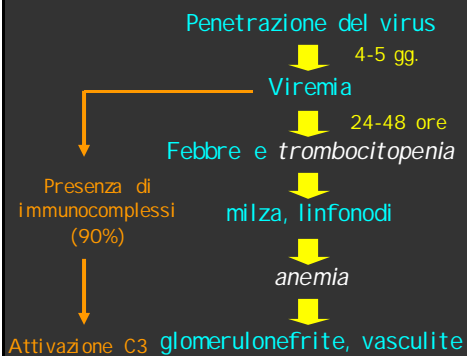 Penetrazione del virus
4-5 gg.
Viremia
24-48 ore
Febbre e trombocitopenia
Presenza di
immunocomplessi
(90%)
milza, linfonodi
anemia
Attivazione C3
glomerulonefrite, vasculite